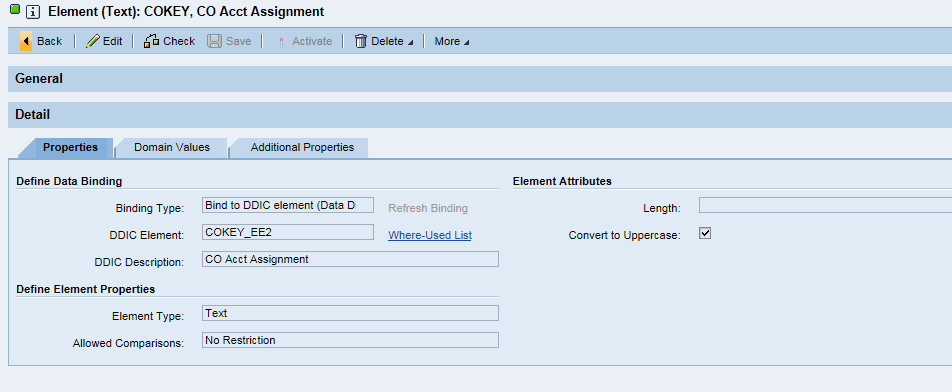 Element (Text): COKEY, CO Acct Assignment
Back Edit Check Save Activate Delete More
General
Detail
Properties Domain Values Additional Properties
Define Data Binding Element Attributes
Binding Type: Bind to DDIC element (Data D Refresh Binding Length:
DDIC Element: COKEY_EE2 Where-Used List Convert to Uppercase:
DDIC Description: CO Acct Assignment
Define Element Properties
Element Type: Text
Allowed Comparisons: No Restriction